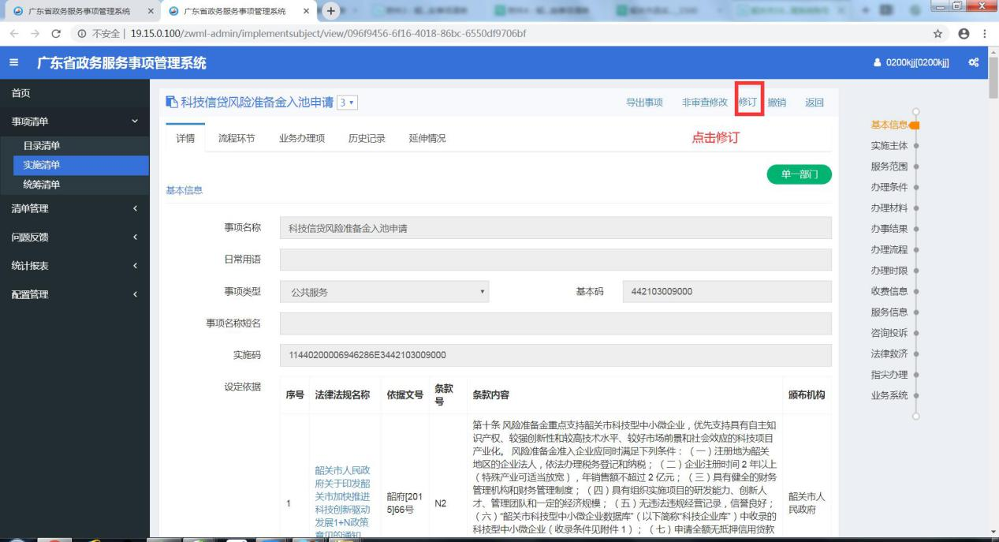 广东省政务服务事项管理系统
广东省政务服务事项管理系统
不安全 | 19.15.0.100/zwml-admin/implementsubject/view/096f9456-6f16-4018-86bc-6550df9706bf
广东省政务服务事项管理系统
0200kjj[0200kjj]
首页
事项清单
目录清单
实施清单
统筹清单
清单管理
问题反馈
统计报表
配置管理
科技信贷风险准备金入池申请 3
导出事项 非审查修改 修订 撤销 返回
详情 流程环节 业务办理项 历史记录 延伸情况
点击修订
单一部门
基本信息
事项名称 科技信贷风险准备金入池申请
日常用语
事项类型 公共服务 基本码 442103009000
事项名称短名
实施码 11440200006946286E3442103009000
设定依据
序号 法律法规名称 依据文号 条款号 条款内容 颁布机构
1
韶关市人民政
府关于印发韶
关市加快推进
科技创新驱动
发展1+N政策
意见的通知
韶府[201
5]66号
N2
第十条 风险准备金重点支持韶关市科技型中小微企业，优先支持具有自主知
识产权、较强创新性和较高技术水平、较好市场前景和社会效应的科技项目
产业化。 风险准备金准入企业应同时满足下列条件：（一）注册地为韶关
地区的企业法人，依法办理税务登记和纳税；（二）企业注册时间 2 年以上
（特殊产业可适当放宽），年销售额不超过 2 亿元；（三）具有健全的财务
管理机构和财务管理制度；（四）具有组织实施项目的研发能力、创新人
才、管理团队和一定的经济规模；（五）无违法违规经营记录，信誉良好；
（六）“韶关市科技型中小微企业数据库”（以下简称“科技企业库”）中收录的
科技型中小微企业（收录条件见附件 1）；（七）申请全额无抵押信用贷款
韶关市人
民政府
基本信息
实施主体
服务范围
办理条件
办理材料
办事结果
办理流程
办理时限
收费信息
服务信息
咨询投诉
法律救济
指尖办理
业务系统